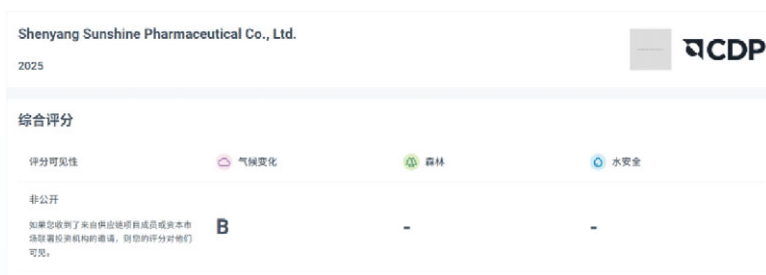 Shenyang Sunshine Pharmaceutical Co., Ltd.
CDP
2025
综合评分
评分可见性 气候变化 森林 水安全
非公开
如果您收到了来自供应链项目成员或资本市
场签署投资机构的邀请，则您的评分对他们
可见。
B - -